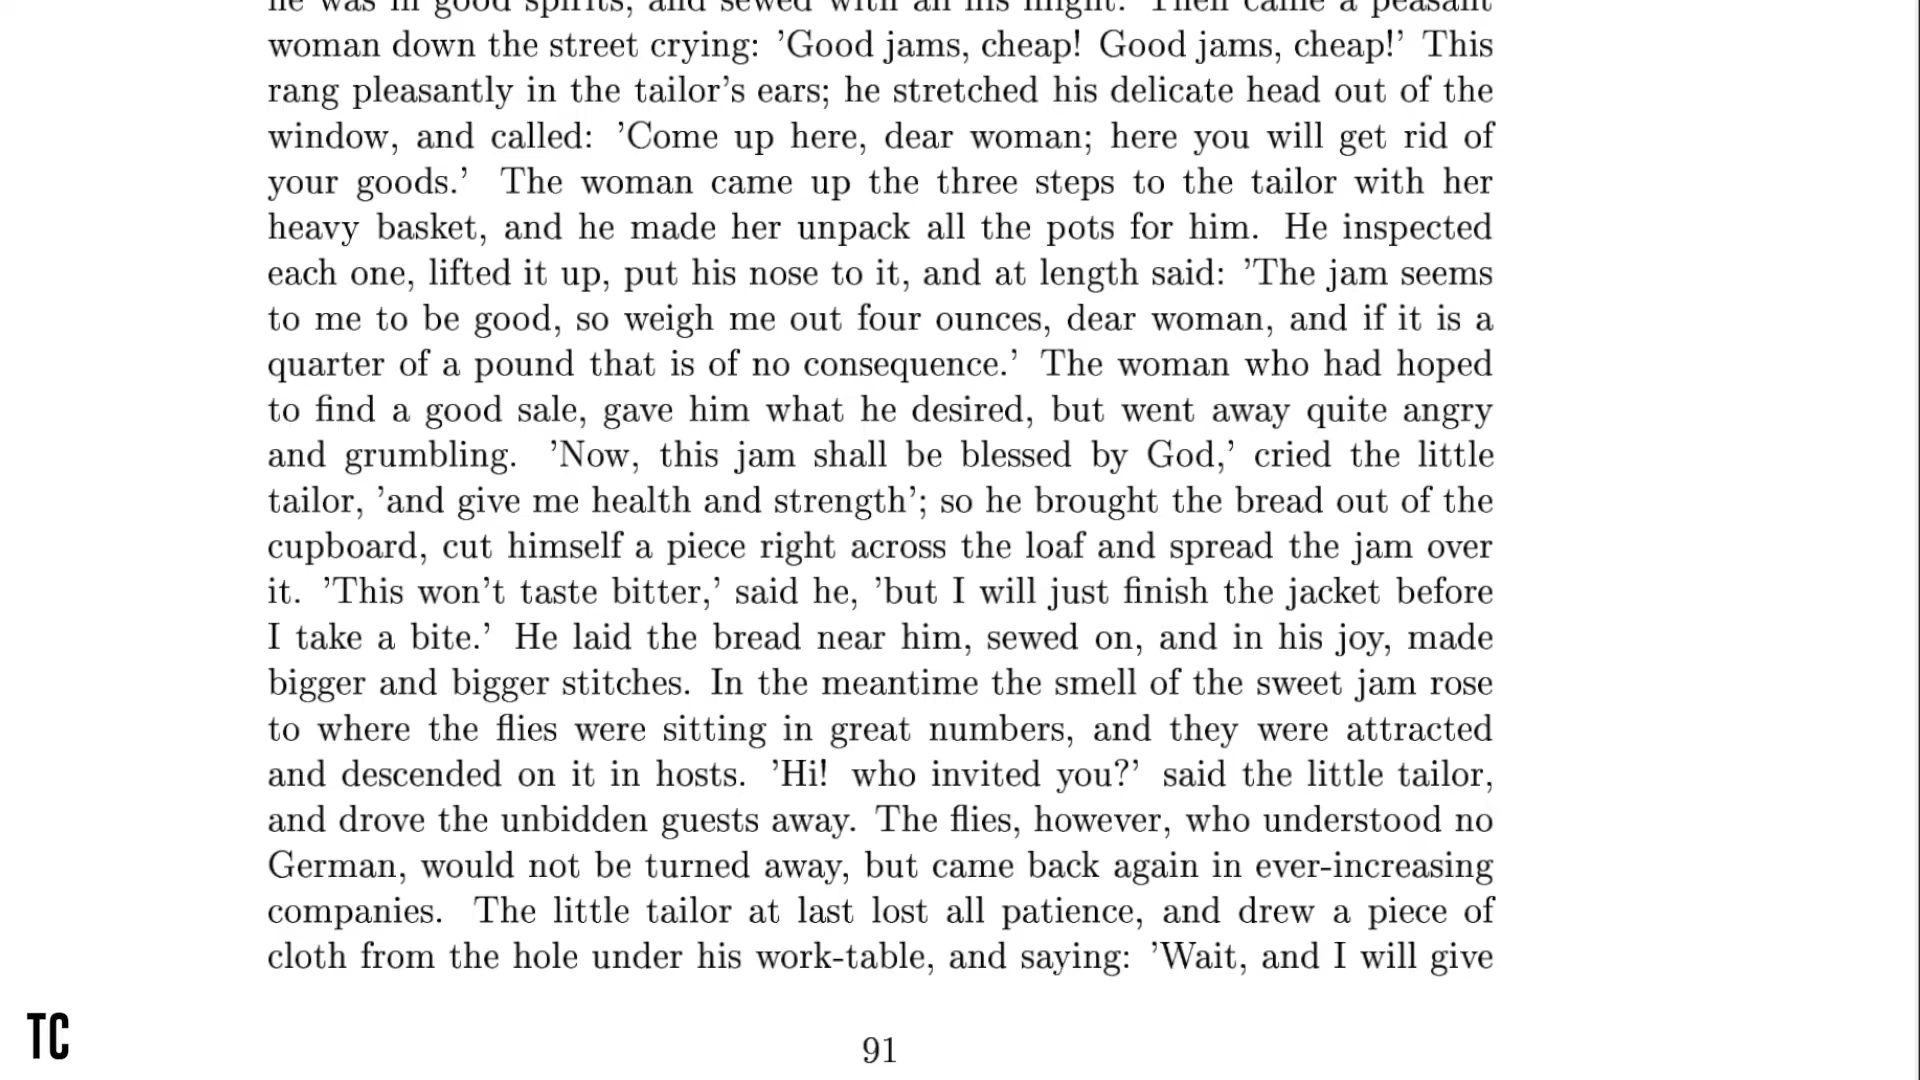 he was in good spirits, and sewed with all his might. Then came a peasant
woman down the street crying: ’Good jams, cheap! Good jams, cheap!’ This
rang pleasantly in the tailor’s ears; he stretched his delicate head out of the
window, and called: ’Come up here, dear woman; here you will get rid of
your goods.’ The woman came up the three steps to the tailor with her
heavy basket, and he made her unpack all the pots for him. He inspected
each one, lifted it up, put his nose to it, and at length said: ’The jam seems
to me to be good, so weigh me out four ounces, dear woman, and if it is a
quarter of a pound that is of no consequence.’ The woman who had hoped
to find a good sale, gave him what he desired, but went away quite angry
and grumbling. ’Now, this jam shall be blessed by God,’ cried the little
tailor, ’and give me health and strength’; so he brought the bread out of the
cupboard, cut himself a piece right across the loaf and spread the jam over
it. ’This won’t taste bitter,’ said he, ’but I will just finish the jacket before
I take a bite.’ He laid the bread near him, sewed on, and in his joy, made
bigger and bigger stitches. In the meantime the smell of the sweet jam rose
to where the flies were sitting in great numbers, and they were attracted
and descended on it in hosts. ’Hi! who invited you?’ said the little tailor,
and drove the unbidden guests away. The flies, however, who understood no
German, would not be turned away, but came back again in ever-increasing
companies. The little tailor at last lost all patience, and drew a piece of
cloth from the hole under his work-table, and saying: ’Wait, and I will give
91
TC